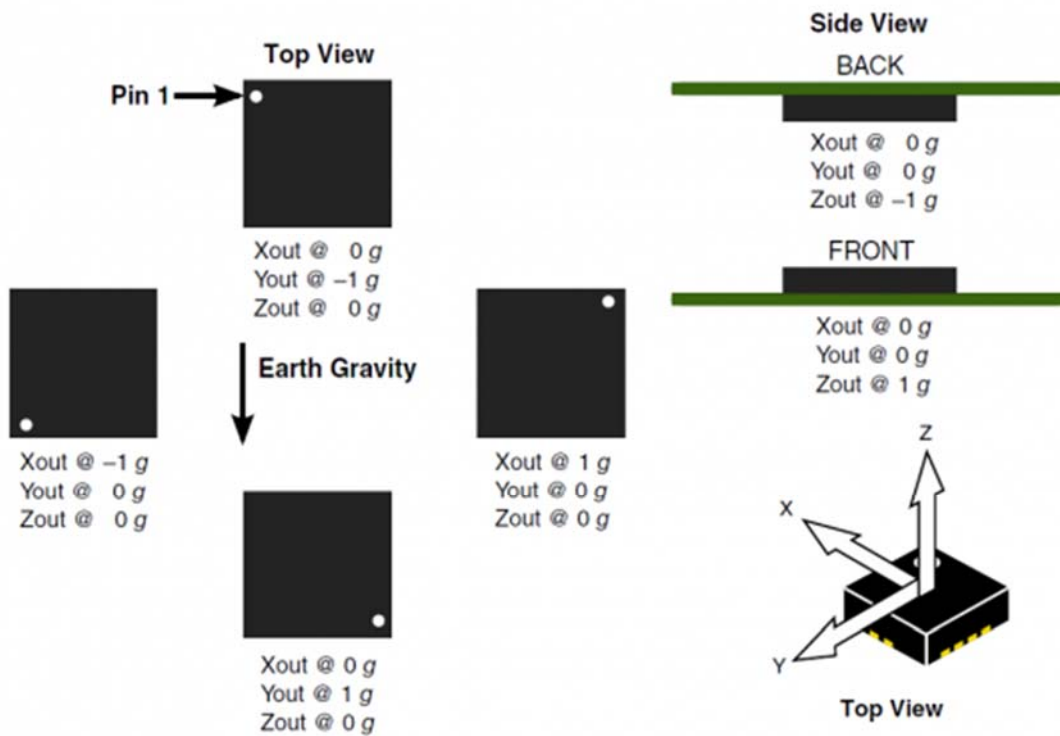 Top View
Pin 1
Xout @ 0 g
Yout @ –1 g
Zout @ 0 g
Earth Gravity
Xout @ –1 g
Yout @ 0 g
Zout @ 0 g
Xout @ 1 g
Yout @ 0 g
Zout @ 0 g
Xout @ 0 g
Yout @ 1 g
Zout @ 0 g
Side View
BACK
Xout @ 0 g
Yout @ 0 g
Zout @ –1 g
FRONT
Xout @ 0 g
Yout @ 0 g
Zout @ 1 g
Z
X
Y
Top View